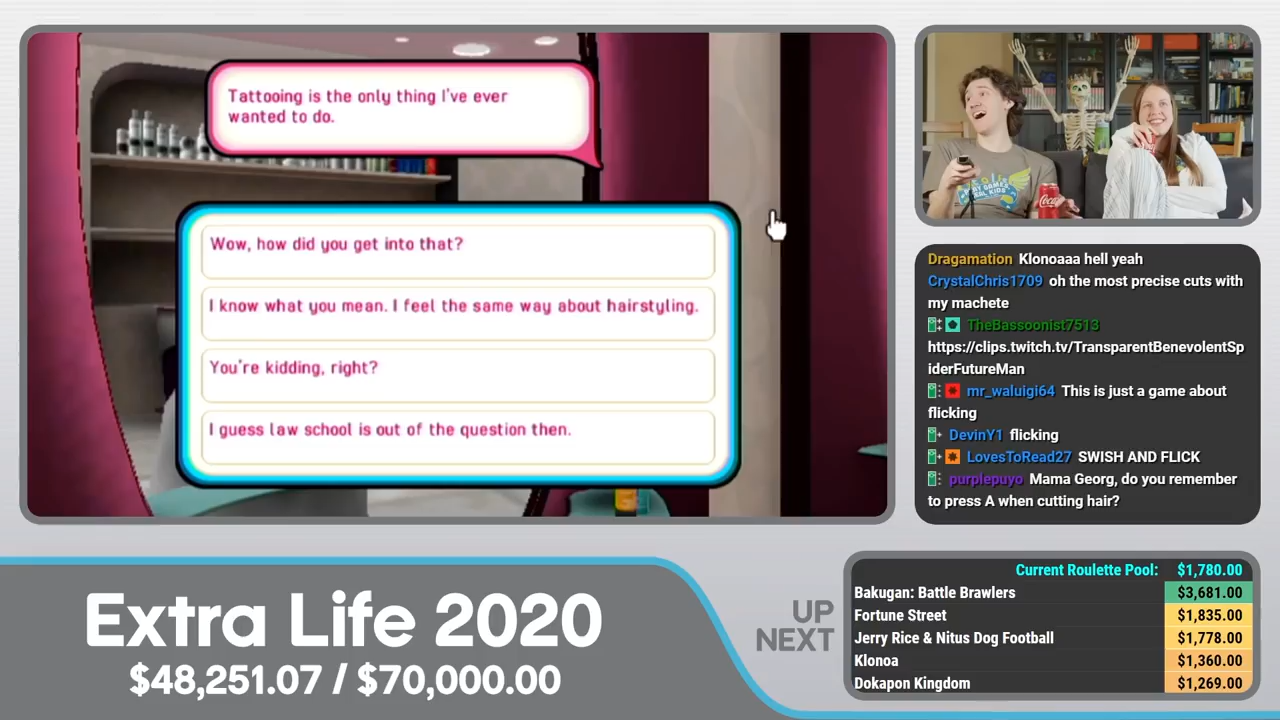 Tattooing is the only thing I've ever
wanted to do.
Wow, how did you get into that?
I know what you mean. I feel the same way about hairstyling.
You're kidding, right?
I guess law school is out of the question then.
Coca
Dragamation Klonoaaa hell yeah
CrystalChris1709 oh the most precise cuts with
my machete
TheBassoonist7513
https://clips.twitch.tv/TransparentBenevolentSp
iderFutureMan
mr_waluigi64 This is just a game about
flicking
DevinY1 flicking
LovesToRead27 SWISH AND FLICK
purplepuyo Mama Georg, do you remember
to press A when cutting hair?
Extra Life 2020
$48,251.07 / $70,000.00
UP
NEXT
Current Roulette Pool: $1,780.00
Bakugan: Battle Brawlers $3,681.00
Fortune Street $1,835.00
Jerry Rice & Nitus Dog Football $1,778.00
Klonoa $1,360.00
Dokapon Kingdom $1,269.00